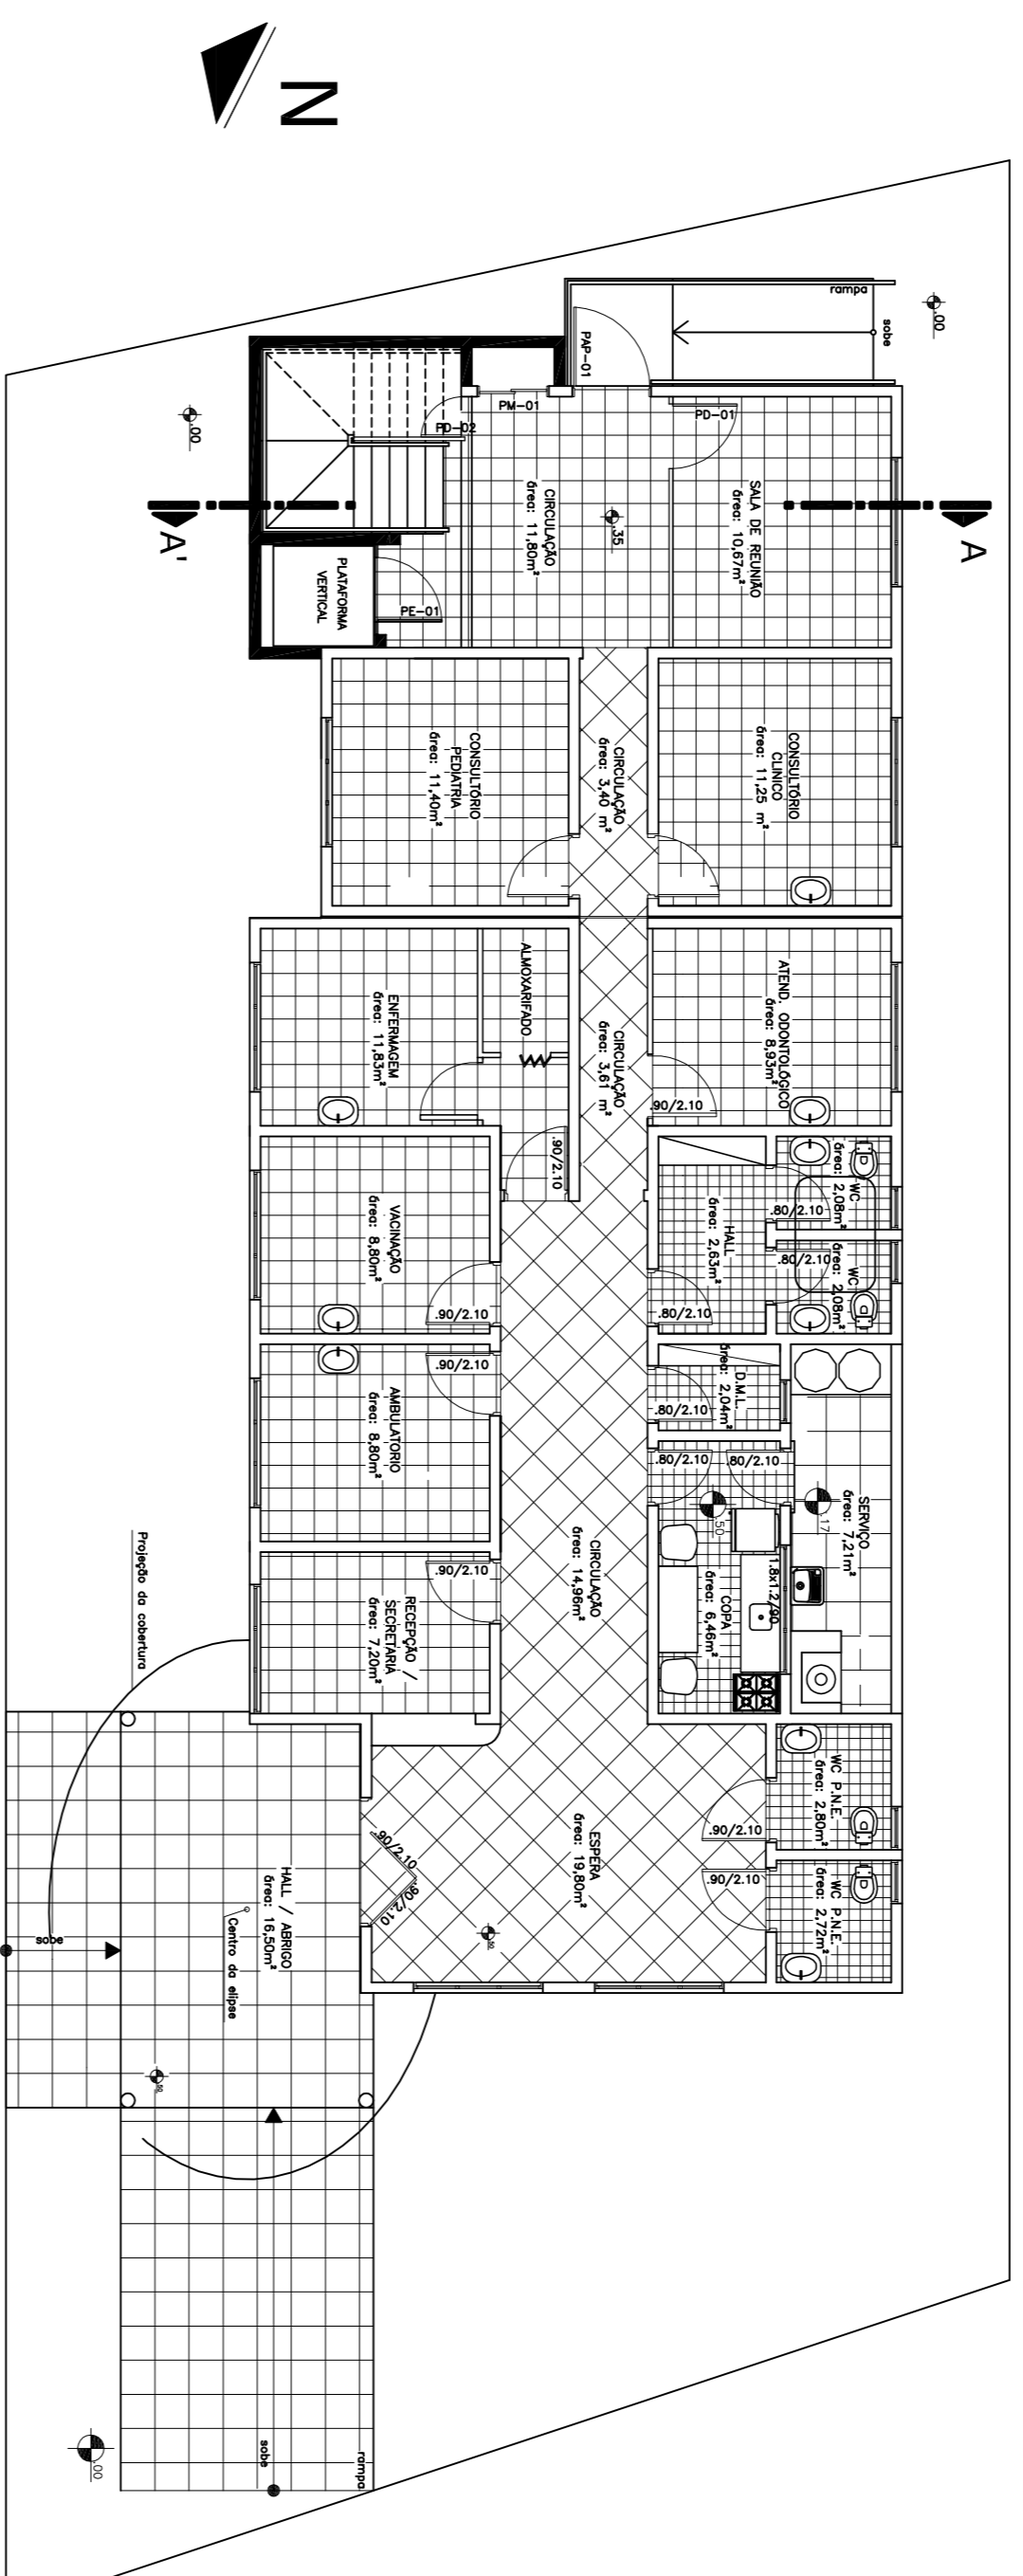 N
rampa
sobe
.00
PAP-01
PM-01
PD-01
PD-02
.00
SALA DE REUNIÃO
área: 10,67m²
.35
CIRCULAÇÃO
área: 11,80m²
A
A'
PE-01
PLATAFORMA
VERTICAL
CONSULTÓRIO
CLINICO
área: 11,25 m²
CIRCULAÇÃO
área: 3,40 m²
CONSULTÓRIO
PEDIATRIA
área: 11,40m²
ATEND. ODONTOLÓGICO
área: 8,93m²
.90/2.10
CIRCULAÇÃO
área: 3,61 m²
ALMOXARIFADO
ENFERMAGEM
área: 11,83m²
.90/2.10
WC
área: 2,08m²
.80/2.10
WC
área: 2,08m²
.80/2.10
HALL
área: 2,63m²
.80/2.10
VACINAÇÃO
área: 8,80m²
.90/2.10
D.M.L.
área: 2,04m²
.80/2.10
.90/2.10
AMBULATORIO
área: 8,80m²
.80/2.10
.80/2.10
SERVIÇO
área: 7,21m²
.17
.50
1.8x1.2/90
COPA
área: 6,46m²
CIRCULAÇÃO
área: 14,96m²
.90/2.10
RECEPÇÃO /
SECRETARIA
área: 7,20m²
Projeção da cobertura
WC P.N.E.
área: 2,80m²
.90/2.10
WC P.N.E.
área: 2,72m²
.90/2.10
ESPERA
área: 19,80m²
.90/2.10
.90/2.10
.50
HALL / ABRIGO
área: 16,50m²
Centro da elipse
sobe
.50
rampa
sobe
.00